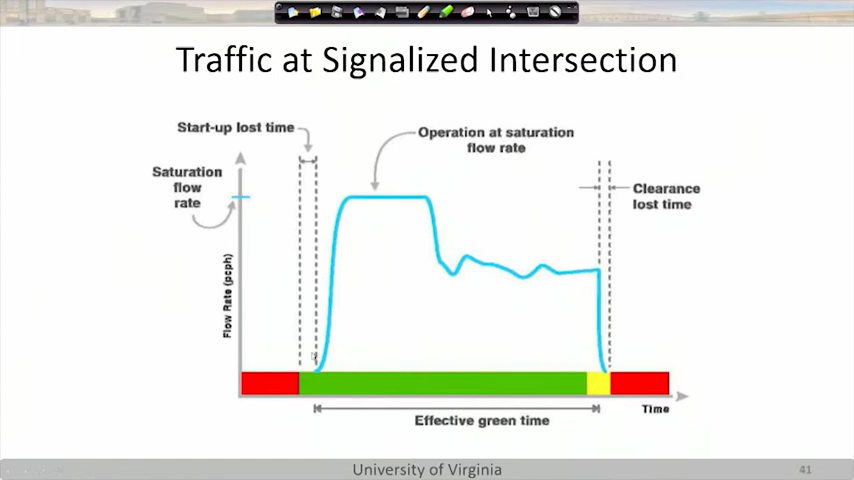 Traffic at Signalized Intersection
Start-up lost time
Operation at saturation
flow rate
Saturation
flow
rate
Clearance
lost time
Flow Rate (pcph)
Time
Effective green time
University of Virginia
41